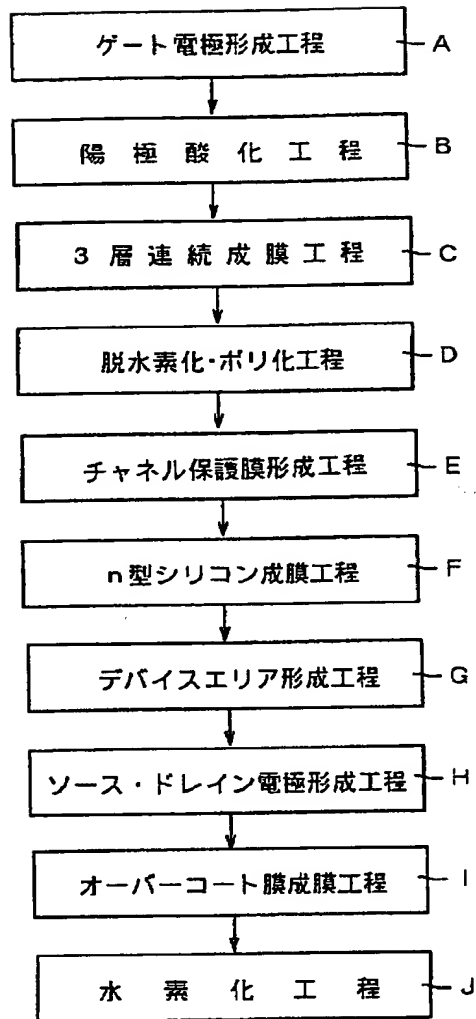 ゲート電極形成工程 A
陽極酸化工程 B
3層連続成膜工程 C
脱水素化・ポリ化工程 D
チャネル保護膜形成工程 E
n型シリコン成膜工程 F
デバイスエリア形成工程 G
ソース・ドレイン電極形成工程 H
オーバーコート膜成膜工程 I
水素化工程 J